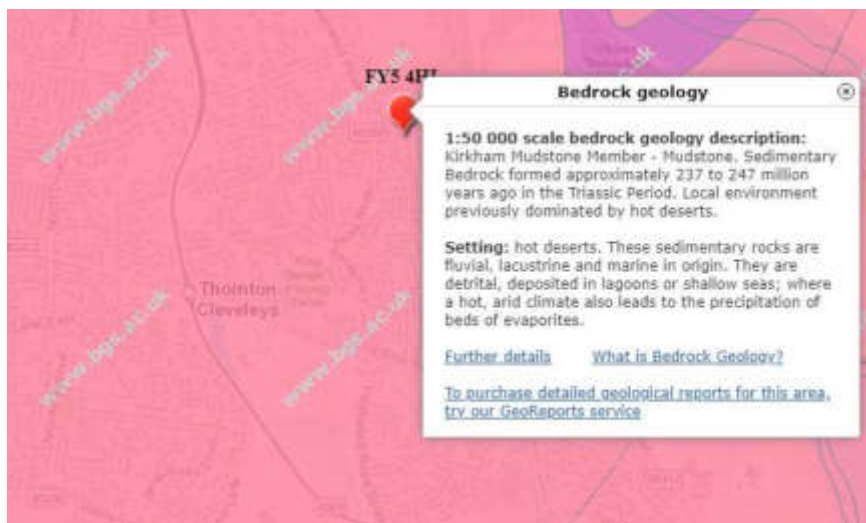 www.bgs.ac.uk
www.bgs.ac.uk
www.bgs.ac.uk
FY5 4H
Bedrock geology
1:50 000 scale bedrock geology description:
Kirkham Mudstone Member - Mudstone. Sedimentary
Bedrock formed approximately 237 to 247 million
years ago in the Triassic Period. Local environment
previously dominated by hot deserts.
Setting: hot deserts. These sedimentary rocks are
fluvial, lacustrine and marine in origin. They are
detrital, deposited in lagoons or shallow seas; where
a hot, arid climate also leads to the precipitation of
beds of evaporites.
Further details What is Bedrock Geology?
To purchase detailed geological reports for this area,
try our GeoReports service
Thornton
Cleveleys
www.bgs.ac.uk
www.bgs.ac.uk